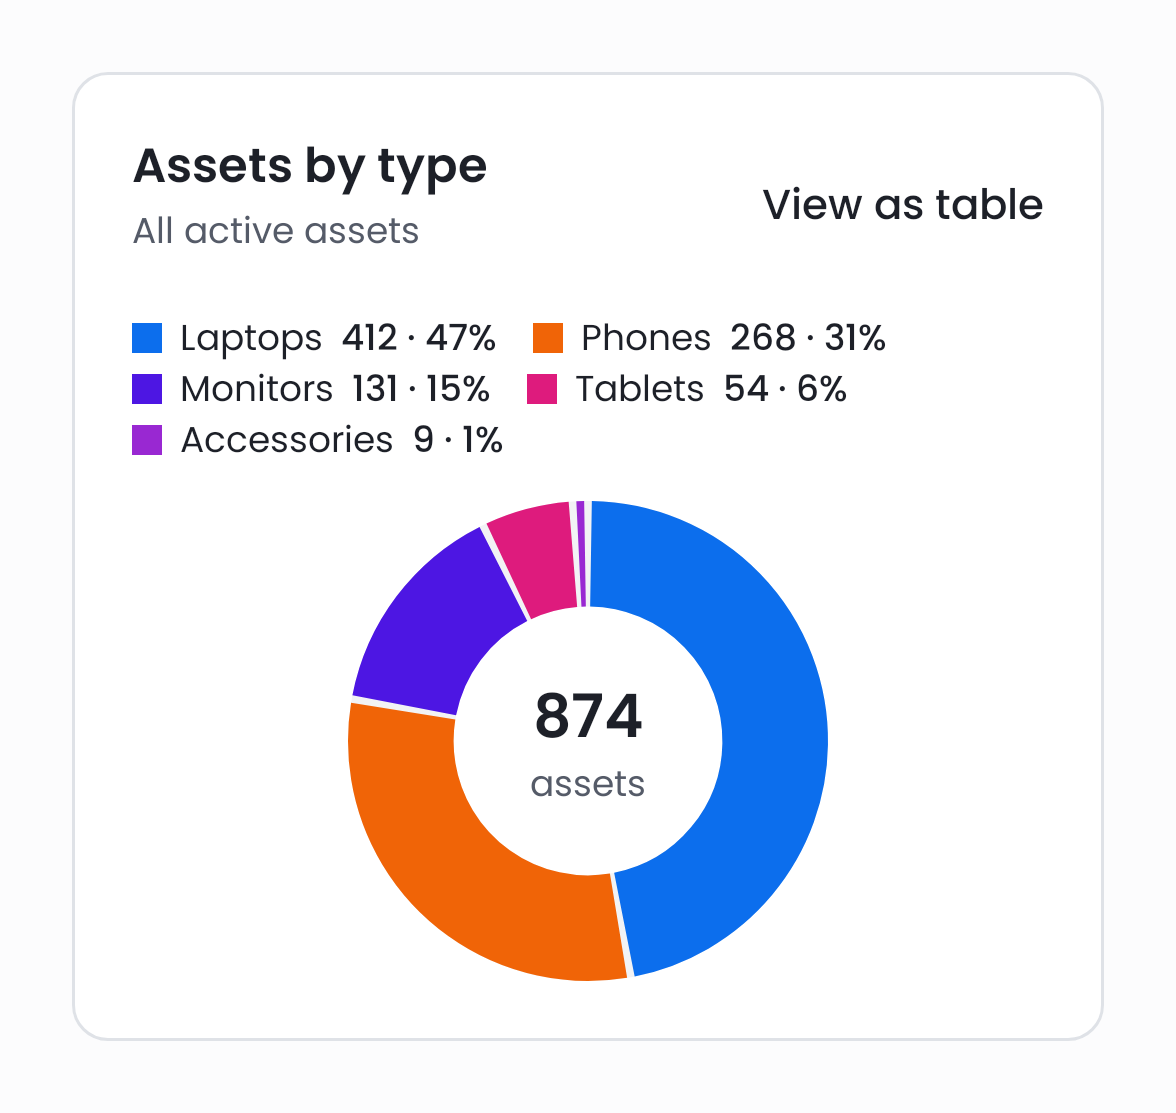 Assets by type
All active assets
View as table
Laptops 412 · 47% Phones 268 · 31%
Monitors 131 · 15% Tablets 54 · 6%
Accessories 9 · 1%
874
assets